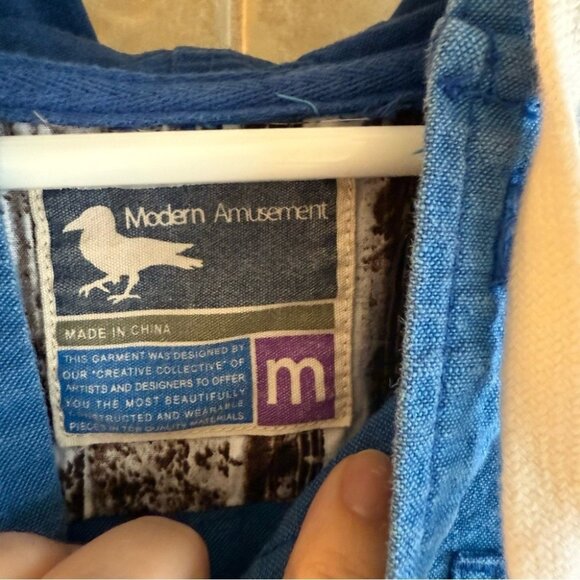 Modern Amusement
MADE IN CHINA
THIS GARMENT WAS DESIGNED BY
OUR "CREATIVE COLLECTIVE" OF
ARTISTS AND DESIGNERS TO OFFER
YOU THE MOST BEAUTIFULLY
CONSTRUCTED AND WEARABLE
PIECES IN TOP QUALITY MATERIALS
m